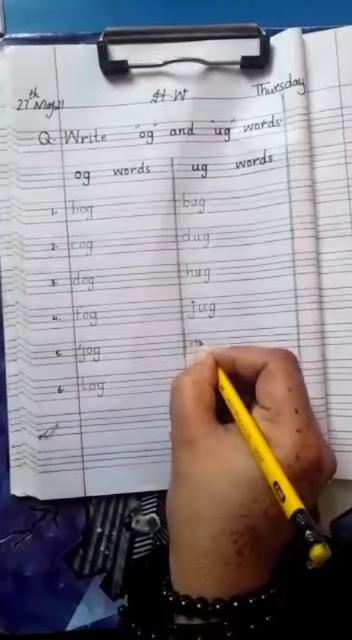 27th May 21 H.W Thursday
Q. Write "og" and "ug" words.
og words ug words
1. bog bug
2. cog dug
3. dog hug
4. fog jug
5. jog
6. log